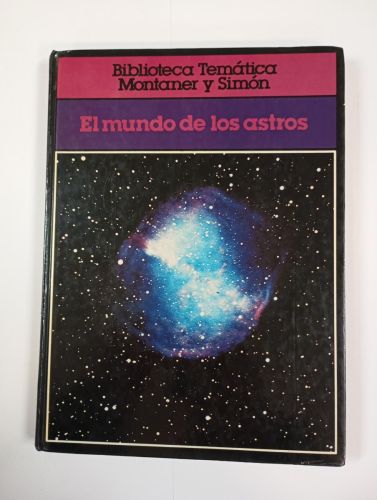 Biblioteca Temática
Montaner y Simón
El mundo de los astros